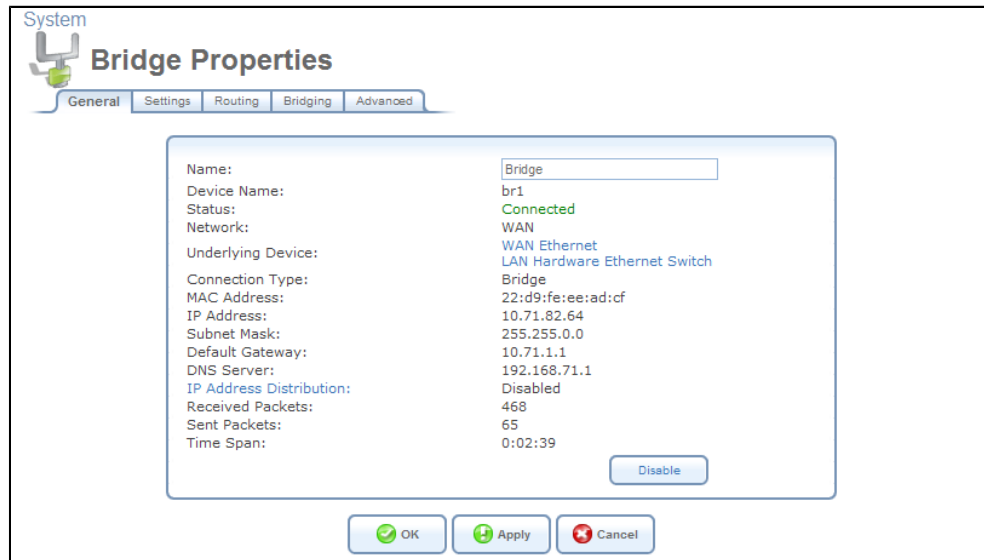 System
Bridge Properties
General Settings Routing Bridging Advanced
Name: Bridge
Device Name: br1
Status: Connected
Network: WAN
Underlying Device: WAN Ethernet
LAN Hardware Ethernet Switch
Connection Type: Bridge
MAC Address: 22:d9:fe:ee:ad:cf
IP Address: 10.71.82.64
Subnet Mask: 255.255.0.0
Default Gateway: 10.71.1.1
DNS Server: 192.168.71.1
IP Address Distribution: Disabled
Received Packets: 468
Sent Packets: 65
Time Span: 0:02:39
Disable
OK Apply Cancel